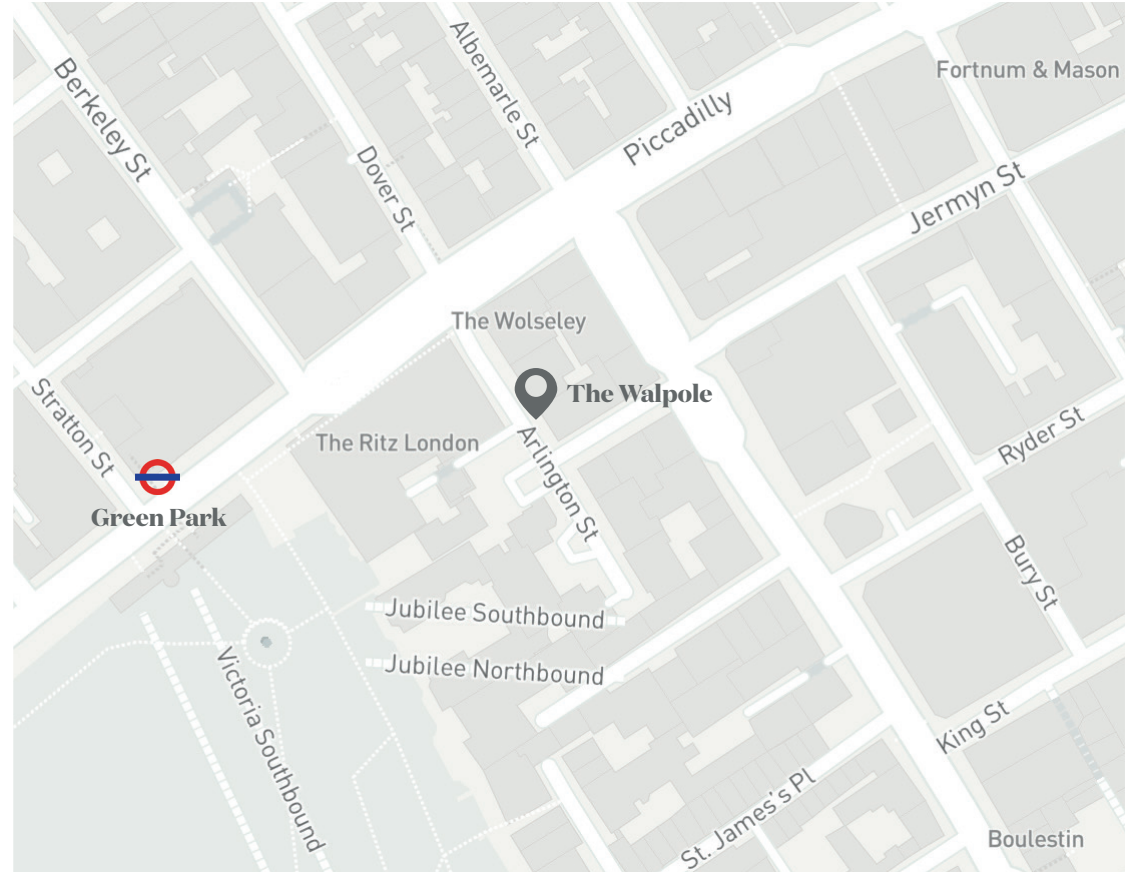 Albemarle St
Berkeley St
Fortnum & Mason
Piccadilly
Dover St
Jermyn St
The Wolseley
The Walpole
Stratton St
The Ritz London
Arlington St
Ryder St
Green Park
Bury St
Jubilee Southbound
Jubilee Northbound
Victoria Southbound
King St
St. James's Pl
Boulestin